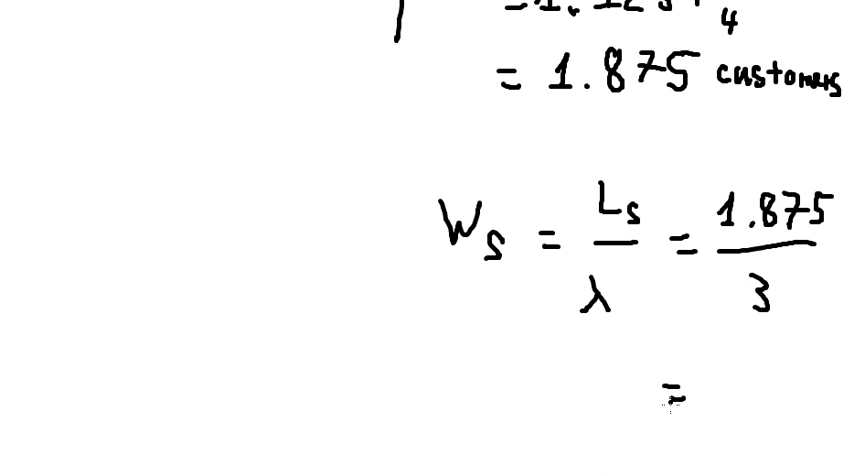 = 1.875 customers
Ws = Ls/λ = 1.875/3
=